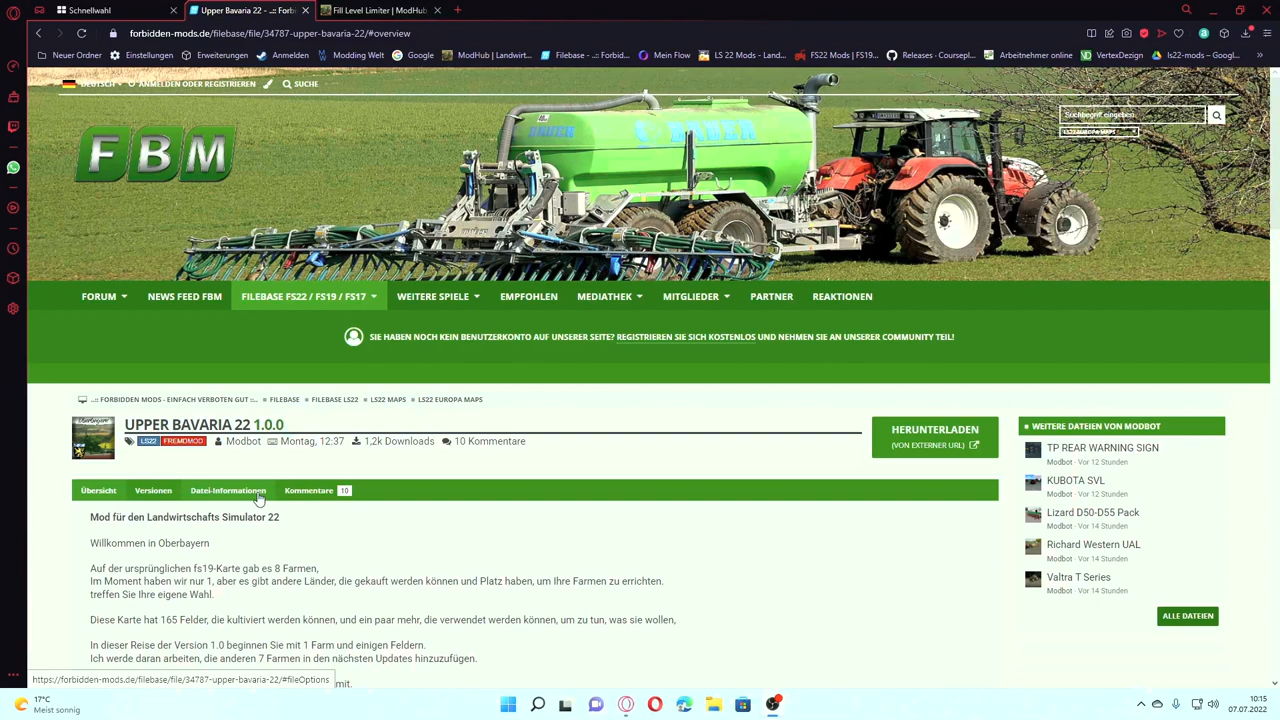 Schnellwahl
Upper Bavaria 22 - ..:: Forbid...
Fill Level Limiter | ModHub
forbidden-mods.de/filebase/file/34787-upper-bavaria-22/#overview
Neuer Ordner
Einstellungen
Erweiterungen
Anmelden
Modding Welt
Google
ModHub | Landwirt...
Filebase - ..:: Forbid...
Mein Flow
LS 22 Mods - Land...
FS22 Mods | FS19...
Releases · Coursepl...
Arbeitnehmer online
VertexDesign
ls22-mods – Googl...
DEUTSCH
ANMELDEN ODER REGISTRIEREN
SUCHE
Suchbegriff eingeben
LS22 EUROPA MAPS
FBM
BAUER
BAUER
FORUM
NEWS FEED FBM
FILEBASE FS22 / FS19 / FS17
WEITERE SPIELE
EMPFOHLEN
MEDIATHEK
MITGLIEDER
PARTNER
REAKTIONEN
SIE HABEN NOCH KEIN BENUTZERKONTO AUF UNSERER SEITE? REGISTRIEREN SIE SICH KOSTENLOS UND NEHMEN SIE AN UNSERER COMMUNITY TEIL!
..:: FORBIDDEN MODS - EINFACH VERBOTEN GUT ::..
FILEBASE
FILEBASE LS22
LS22 MAPS
LS22 EUROPA MAPS
UPPER BAVARIA 22 1.0.0
LS22
FREMDMOD
Modbot
Montag, 12:37
1,2k Downloads
10 Kommentare
HERUNTERLADEN
(VON EXTERNER URL)
Übersicht
Versionen
Datei-Informationen
Kommentare 10
Mod für den Landwirtschafts Simulator 22
Willkommen in Oberbayern
Auf der ursprünglichen fs19-Karte gab es 8 Farmen,
Im Moment haben wir nur 1, aber es gibt andere Länder, die gekauft werden können und Platz haben, um Ihre Farmen zu errichten.
treffen Sie Ihre eigene Wahl.
Diese Karte hat 165 Felder, die kultiviert werden können, und ein paar mehr, die verwendet werden können, um zu tun, was sie wollen,
In dieser Reise der Version 1.0 beginnen Sie mit 1 Farm und einigen Feldern.
Ich werde daran arbeiten, die anderen 7 Farmen in den nächsten Updates hinzuzufügen.
mit.
WEITERE DATEIEN VON MODBOT
TP REAR WARNING SIGN
Modbot · Vor 12 Stunden
KUBOTA SVL
Modbot · Vor 12 Stunden
Lizard D50-D55 Pack
Modbot · Vor 14 Stunden
Richard Western UAL
Modbot · Vor 14 Stunden
Valtra T Series
Modbot · Vor 14 Stunden
ALLE DATEIEN
https://forbidden-mods.de/filebase/file/34787-upper-bavaria-22/#fileOptions
17°C
Meist sonnig
10:15
07.07.2022